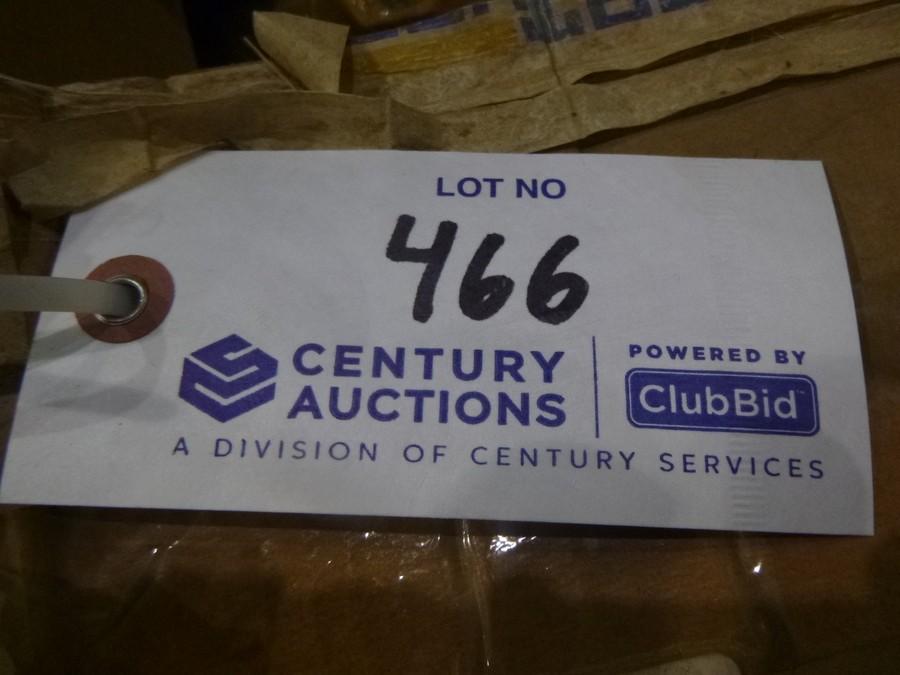 LOT NO
466
CENTURY
AUCTIONS
POWERED BY
ClubBid
A DIVISION OF CENTURY SERVICES